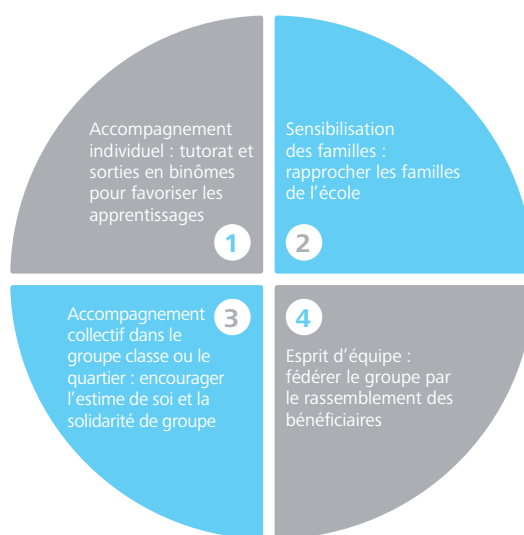 Accompagnement
individuel : tutorat et
sorties en binômes
pour favoriser les
apprentissages
1
Sensibilisation
des familles :
rapprocher les familles
de l’école
2
Accompagnement
collectif dans le
groupe classe ou le
quartier : encourager
l’estime de soi et la
solidarité de groupe
3
4
Esprit d’équipe :
fédérer le groupe par
le rassemblement des
bénéficiaires